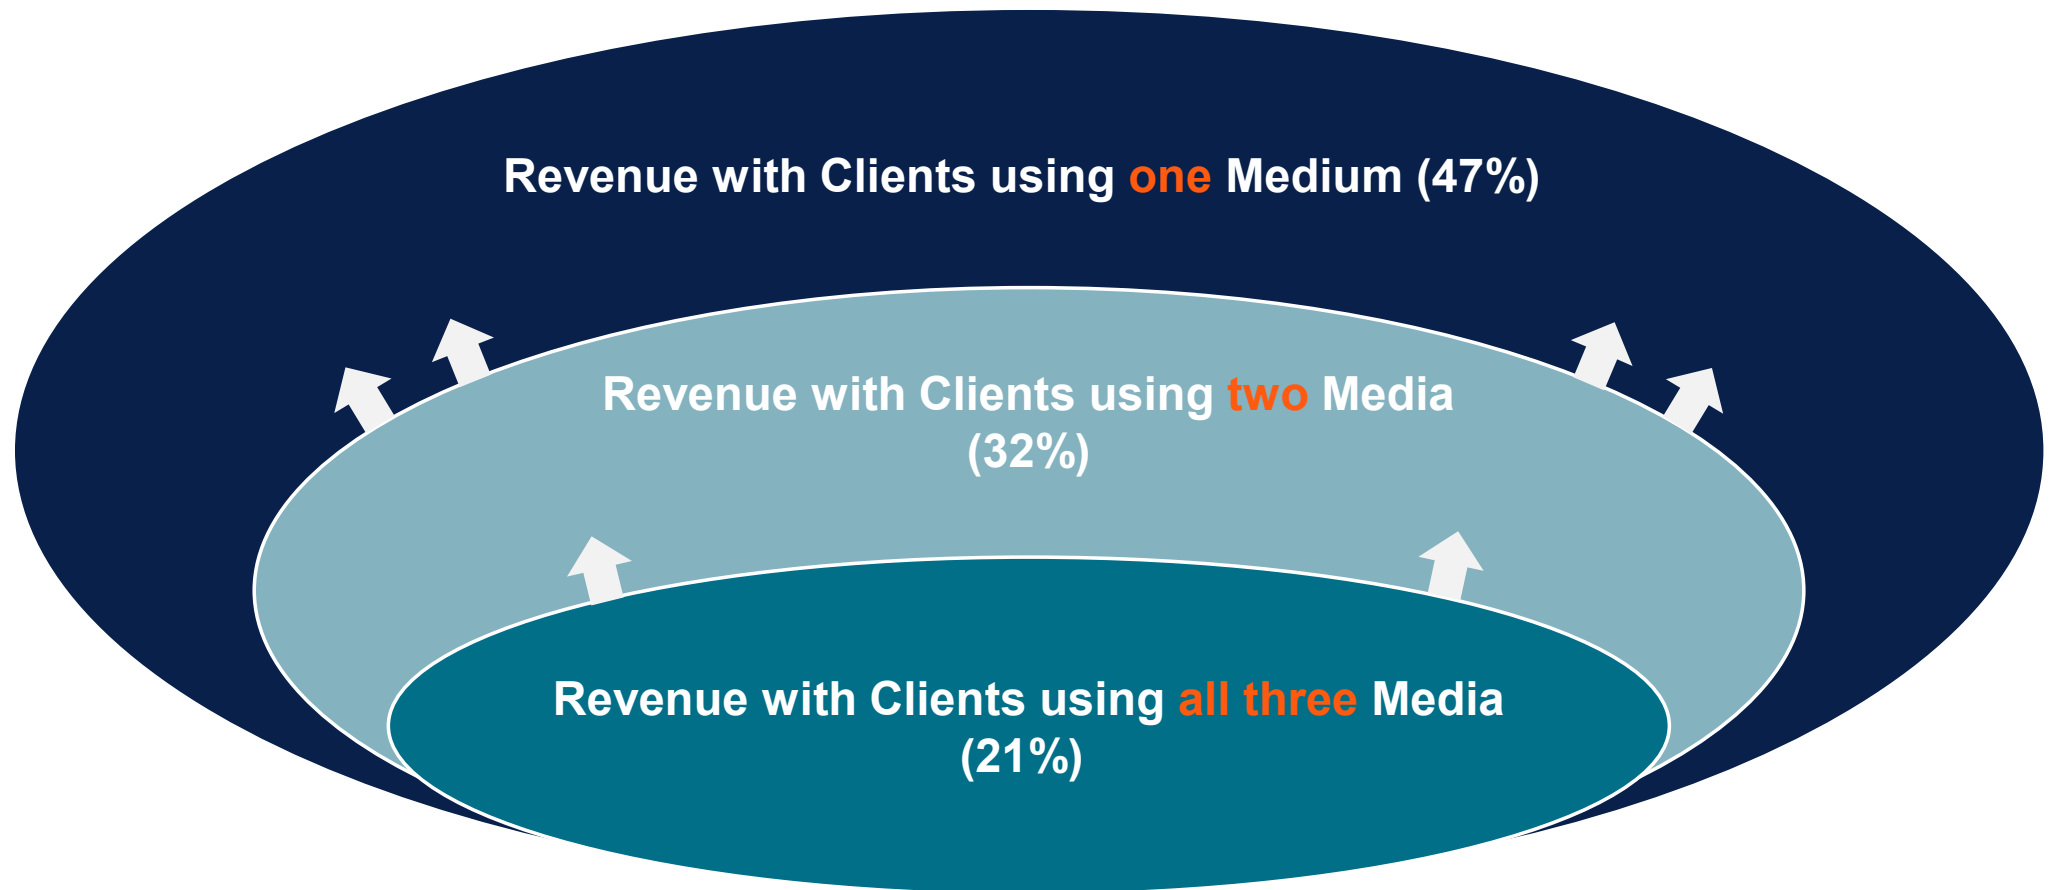 Revenue with Clients using one Medium (47%)
Revenue with Clients using two Media
(32%)
Revenue with Clients using all three Media
(21%)